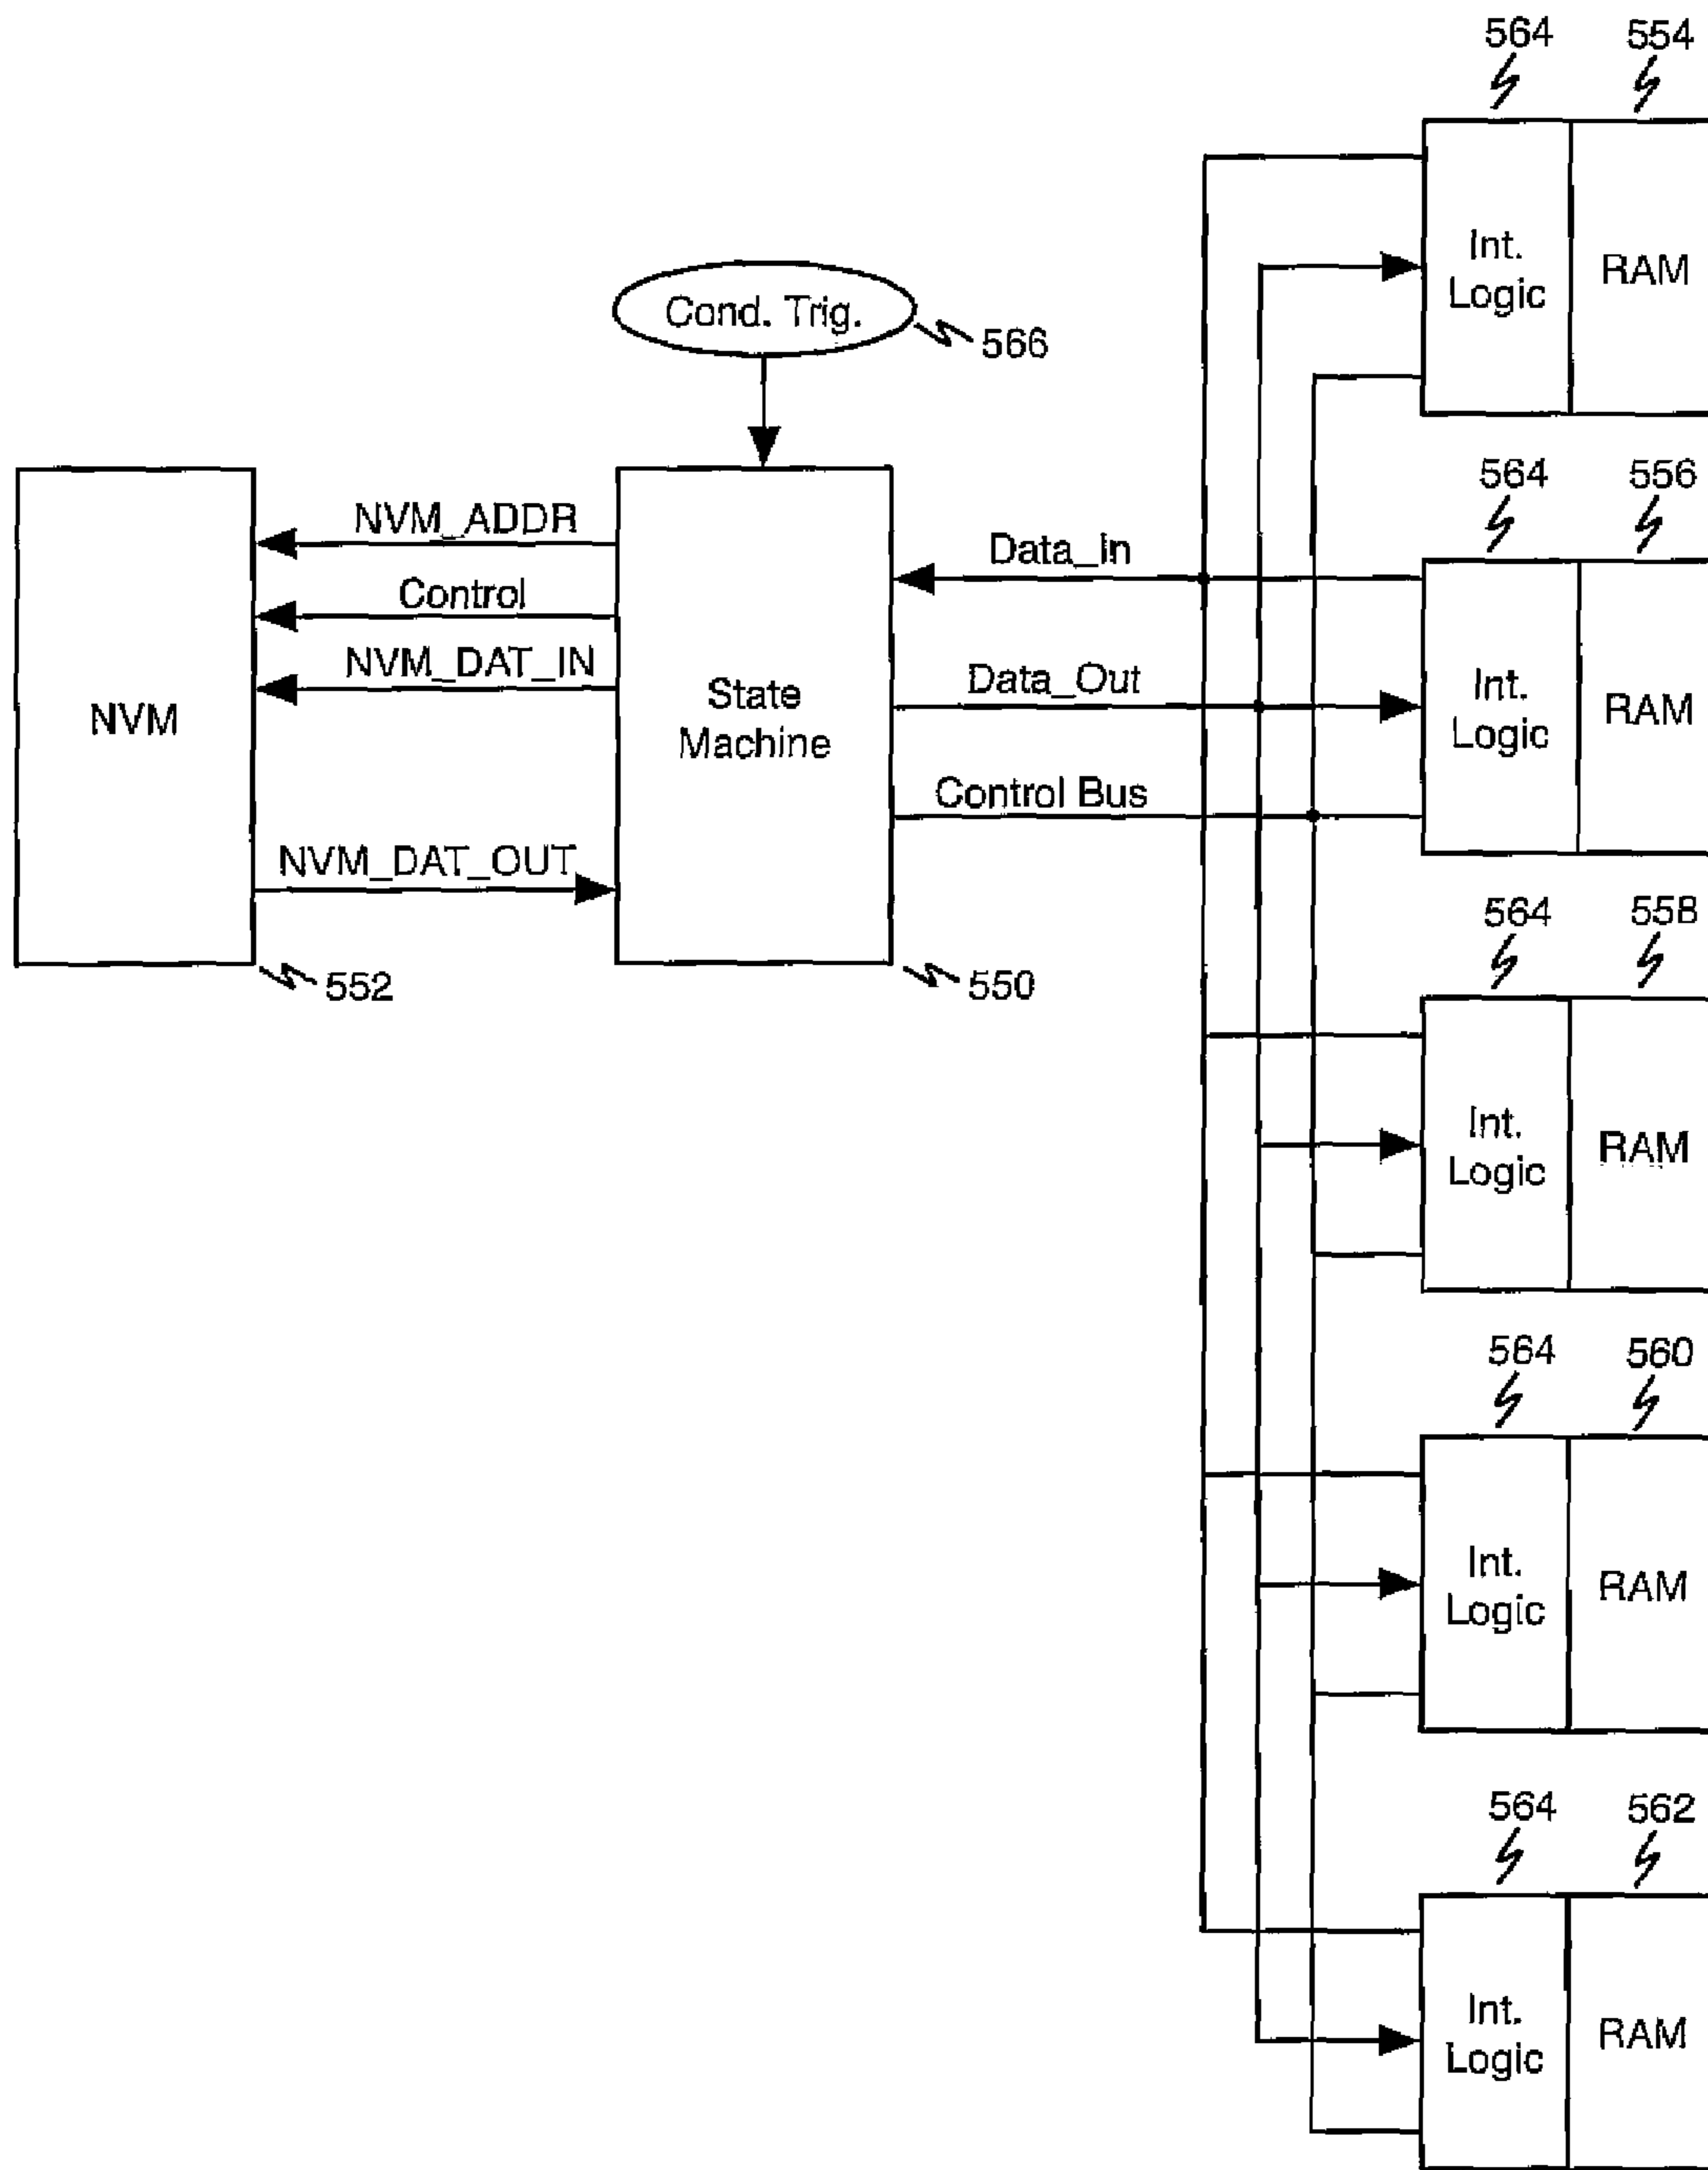 564
554
Int.
Logic
RAM
Cond. Trig.
566
564
556
NVM_ADDR
Control
NVM_DAT_IN
NVM_DAT_OUT
NVM
552
State
Machine
550
Data_In
Data_Out
Control Bus
Int.
Logic
RAM
564
558
Int.
Logic
RAM
564
560
Int.
Logic
RAM
564
562
Int.
Logic
RAM